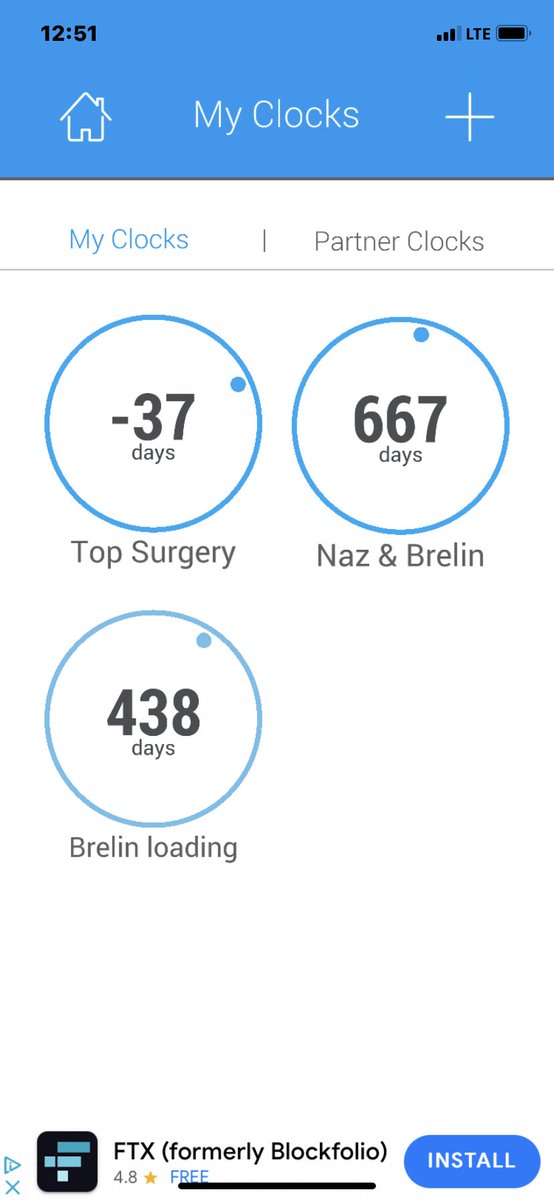 12:51 LTE
My Clocks
My Clocks | Partner Clocks
-37
days
Top Surgery
667
days
Naz & Brelin
438
days
Brelin loading
FTX (formerly Blockfolio)
4.8 ★ FREE
INSTALL